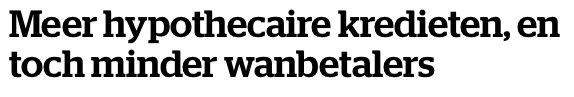 Meer hypothecaire kredieten, en
toch minder wanbetalers